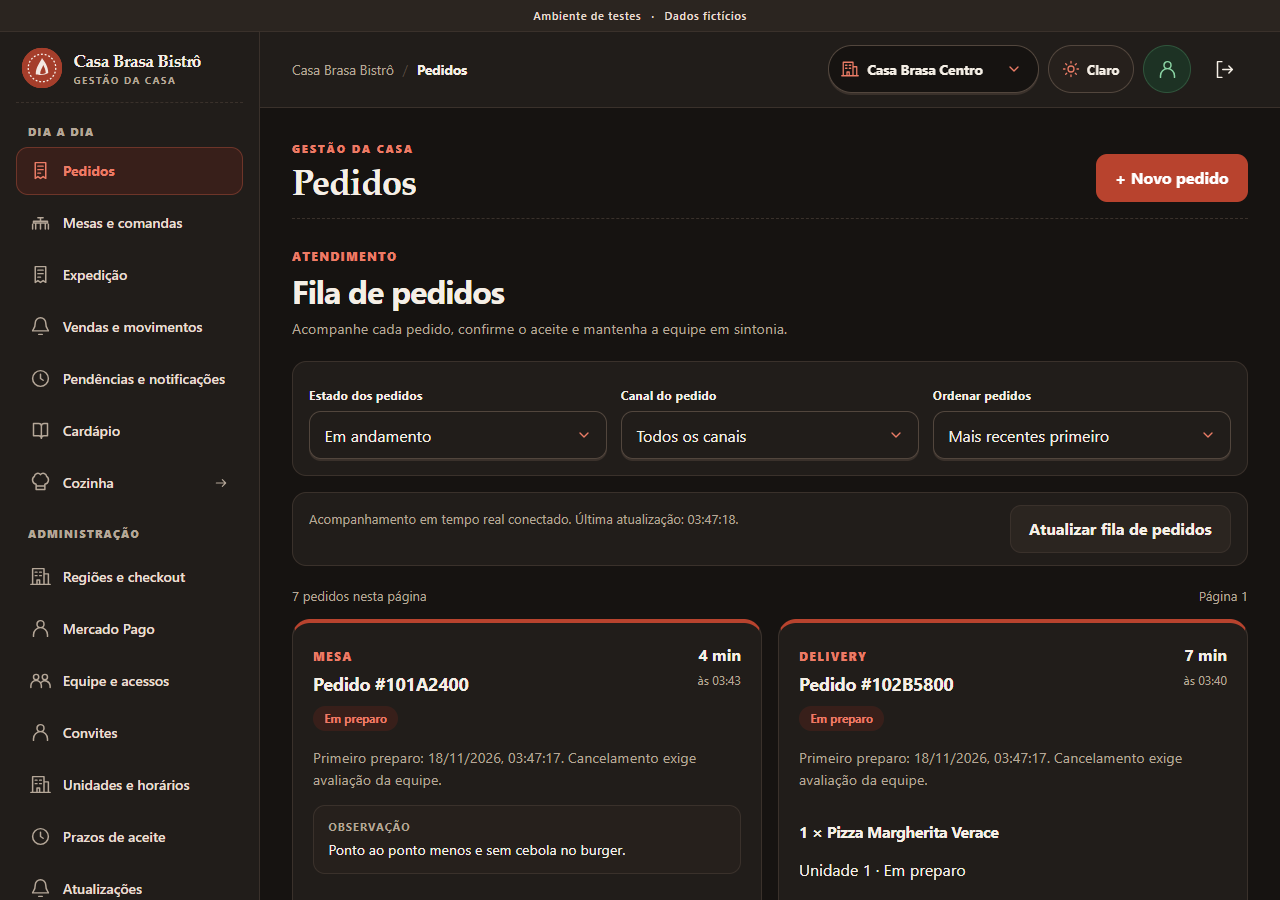 Ambiente de testes · Dados fictícios
Casa Brasa Bistrô
GESTÃO DA CASA
DIA A DIA
Pedidos
Mesas e comandas
Expedição
Vendas e movimentos
Pendências e notificações
Cardápio
Cozinha →
ADMINISTRAÇÃO
Regiões e checkout
Mercado Pago
Equipe e acessos
Convites
Unidades e horários
Prazos de aceite
Atualizações
Casa Brasa Bistrô / Pedidos
Casa Brasa Centro
Claro
GESTÃO DA CASA
Pedidos
+ Novo pedido
ATENDIMENTO
Fila de pedidos
Acompanhe cada pedido, confirme o aceite e mantenha a equipe em sintonia.
Estado dos pedidos
Em andamento
Canal do pedido
Todos os canais
Ordenar pedidos
Mais recentes primeiro
Acompanhamento em tempo real conectado. Última atualização: 03:47:18.
Atualizar fila de pedidos
7 pedidos nesta página
Página 1
MESA
4 min
Pedido #101A2400
às 03:43
Em preparo
Primeiro preparo: 18/11/2026, 03:47:17. Cancelamento exige
avaliação da equipe.
OBSERVAÇÃO
Ponto ao ponto menos e sem cebola no burger.
DELIVERY
7 min
Pedido #102B5800
às 03:40
Em preparo
Primeiro preparo: 18/11/2026, 03:47:17. Cancelamento exige
avaliação da equipe.
1 × Pizza Margherita Verace
Unidade 1 · Em preparo